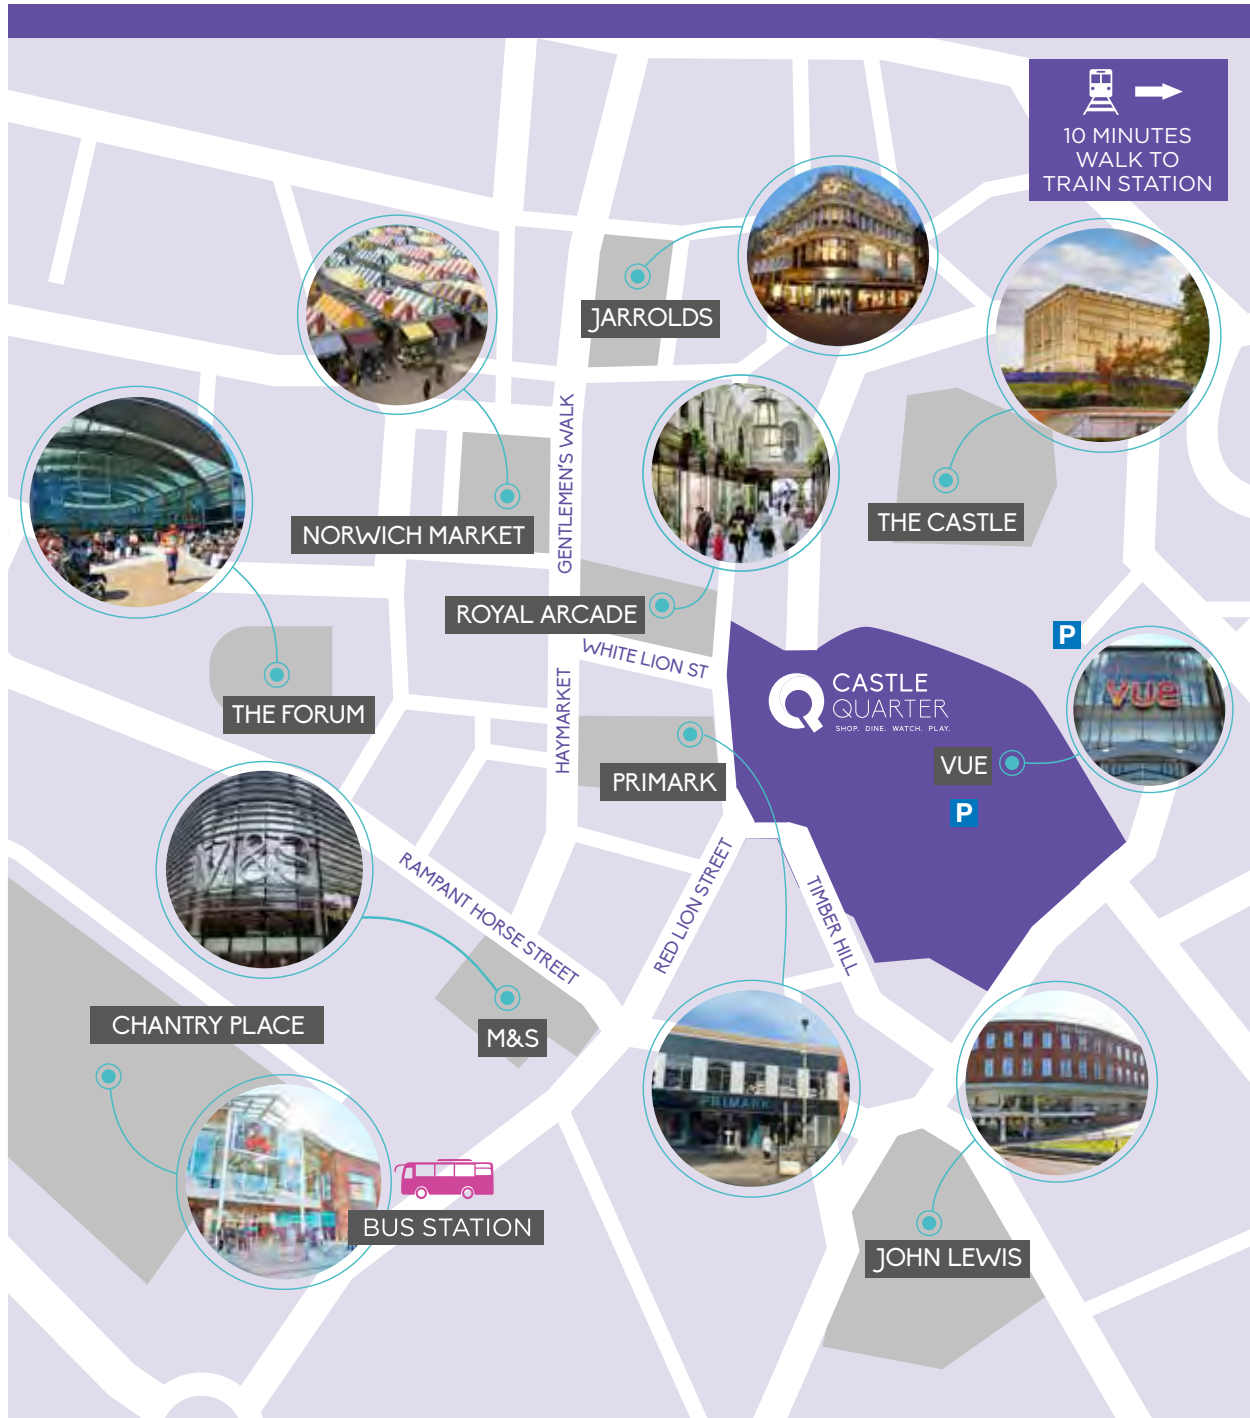 10 MINUTES
WALK TO
TRAIN STATION
JARROLDS
GENTLEMEN'S WALK
NORWICH MARKET
THE CASTLE
ROYAL ARCADE
WHITE LION ST
P
CASTLE
QUARTER
SHOP. DINE. WATCH. PLAY.
vue
THE FORUM
HAYMARKET
VUE
PRIMARK
P
M&S
RAMPANT HORSE STREET
RED LION STREET
TIMBER HILL
CHANTRY PLACE
M&S
PRIMARK
BUS STATION
JOHN LEWIS